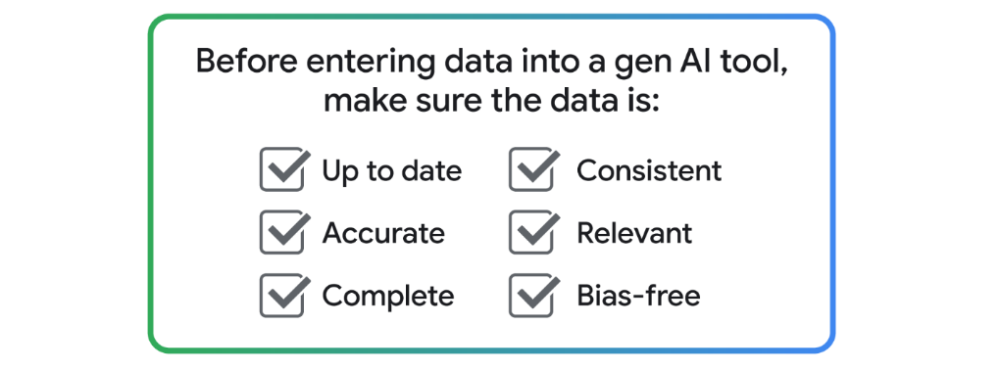 Before entering data into a gen AI tool,
make sure the data is:
Up to date
Accurate
Complete
Consistent
Relevant
Bias-free